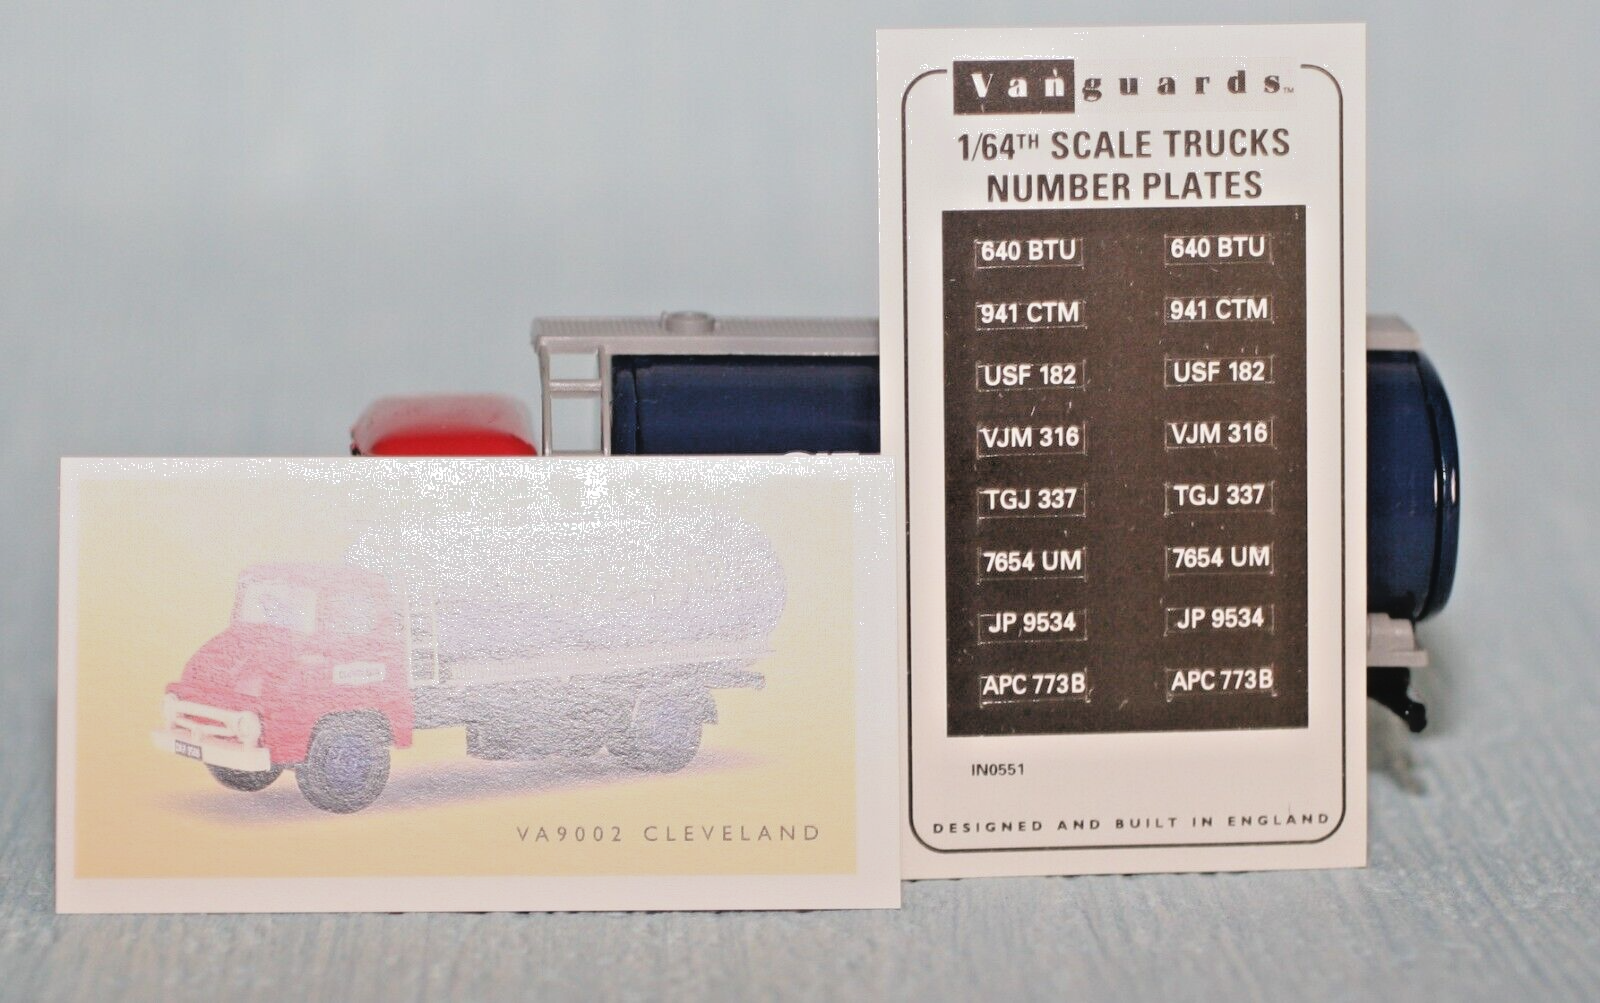 Vanguards™
1/64TH SCALE TRUCKS
NUMBER PLATES
640 BTU 640 BTU
941 CTM 941 CTM
USF 182 USF 182
VJM 316 VJM 316
TGJ 337 TGJ 337
7654 UM 7654 UM
JP 9534 JP 9534
APC 773B APC 773B
IN0551
DESIGNED AND BUILT IN ENGLAND
VA9002 CLEVELAND